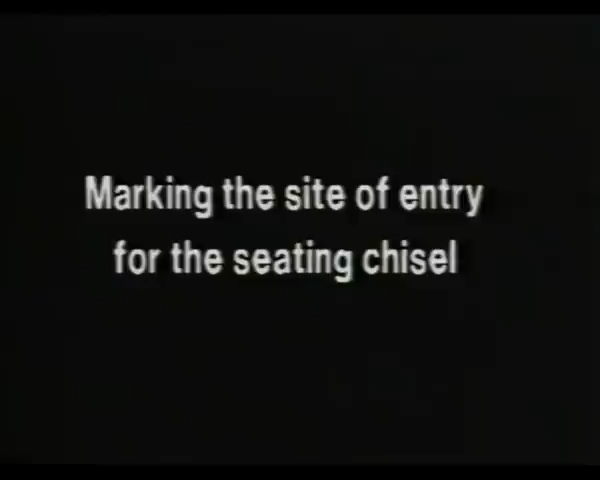 Marking the site of entry
for the seating chisel